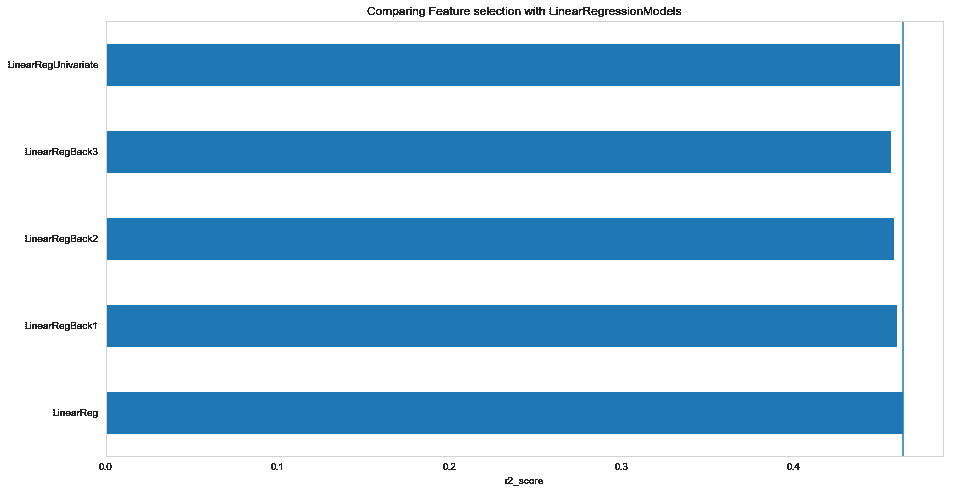 Comparing Feature selection with LinearRegressionModels
LinearRegUnivariate
LinearRegBack3
LinearRegBack2
LinearRegBack1
LinearReg
0.0 0.1 0.2 0.3 0.4
r2_score